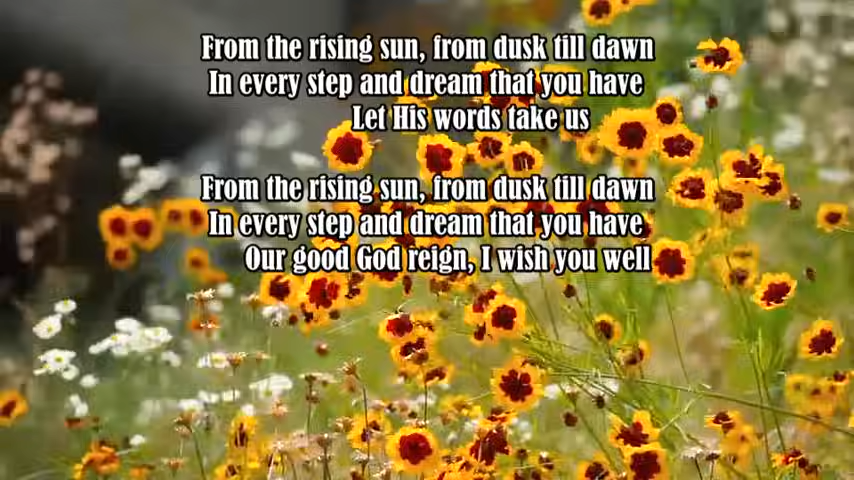 From the rising sun, from dusk till dawn
In every step and dream that you have
Let His words take us
From the rising sun, from dusk till dawn
In every step and dream that you have
Our good God reign, I wish you well